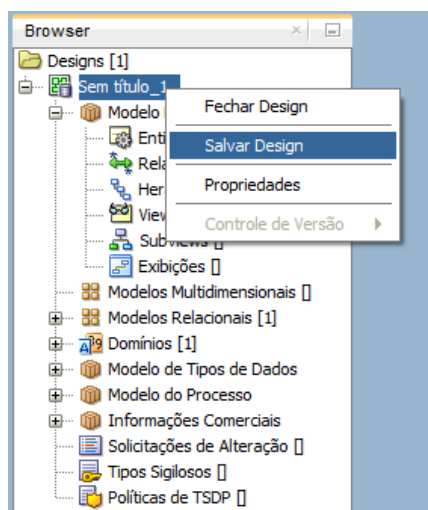 Browser
Designs [1]
Sem título_1
Fechar Design
Modelo
Salvar Design
Enti
Rela
Propriedades
Her
View
Controle de Versão
Subviews []
Exibições []
Modelos Multidimensionais []
Modelos Relacionais [1]
Domínios [1]
Modelo de Tipos de Dados
Modelo do Processo
Informações Comerciais
Solicitações de Alteração []
Tipos Sigilosos []
Políticas de TSDP []